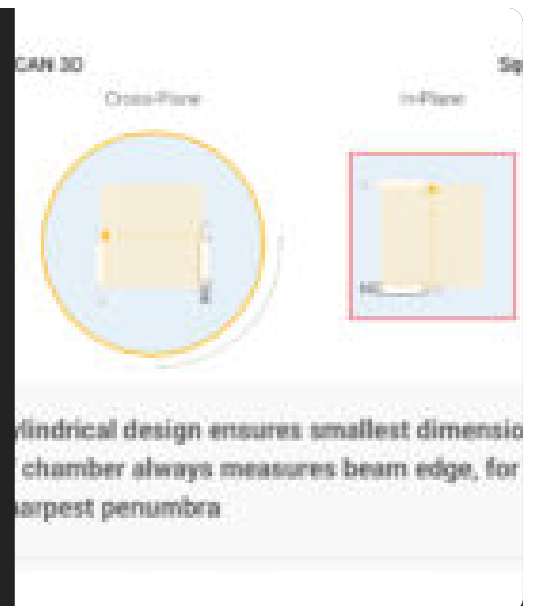 CAN 3D Sq
Cross-Plane In-Plane
ylindrical design ensures smallest dimensio
chamber always measures beam edge, for
arpest penumbra